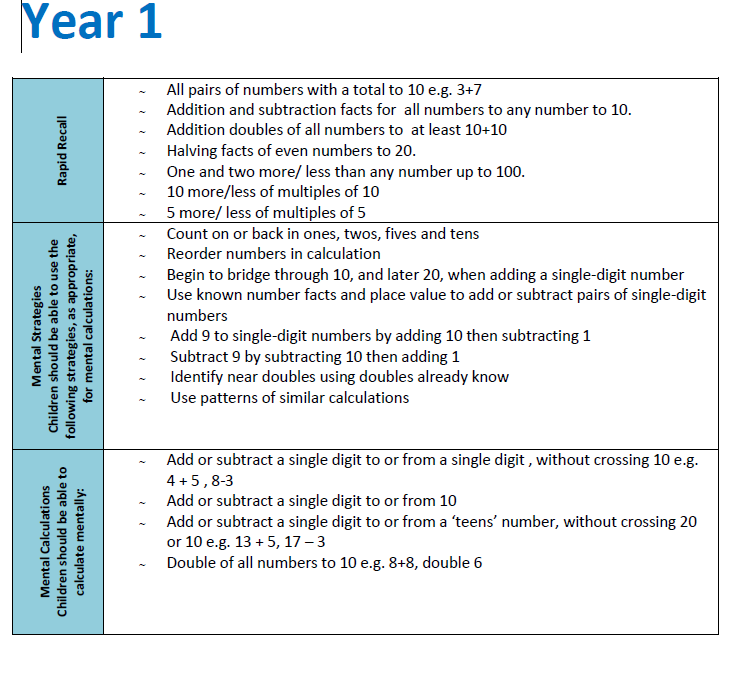 Year 1
Rapid Recall
~ All pairs of numbers with a total to 10 e.g. 3+7
~ Addition and subtraction facts for all numbers to any number to 10.
~ Addition doubles of all numbers to at least 10+10
~ Halving facts of even numbers to 20.
~ One and two more/ less than any number up to 100.
~ 10 more/less of multiples of 10
~ 5 more/ less of multiples of 5
Mental Strategies
Children should be able to use the
following strategies, as appropriate,
for mental calculations:
~ Count on or back in ones, twos, fives and tens
~ Reorder numbers in calculation
~ Begin to bridge through 10, and later 20, when adding a single-digit number
~ Use known number facts and place value to add or subtract pairs of single-digit
numbers
~ Add 9 to single-digit numbers by adding 10 then subtracting 1
~ Subtract 9 by subtracting 10 then adding 1
~ Identify near doubles using doubles already know
~ Use patterns of similar calculations
Mental Calculations
Children should be able to
calculate mentally:
~ Add or subtract a single digit to or from a single digit , without crossing 10 e.g.
4 + 5 , 8-3
~ Add or subtract a single digit to or from 10
~ Add or subtract a single digit to or from a ‘teens’ number, without crossing 20
or 10 e.g. 13 + 5, 17 – 3
~ Double of all numbers to 10 e.g. 8+8, double 6